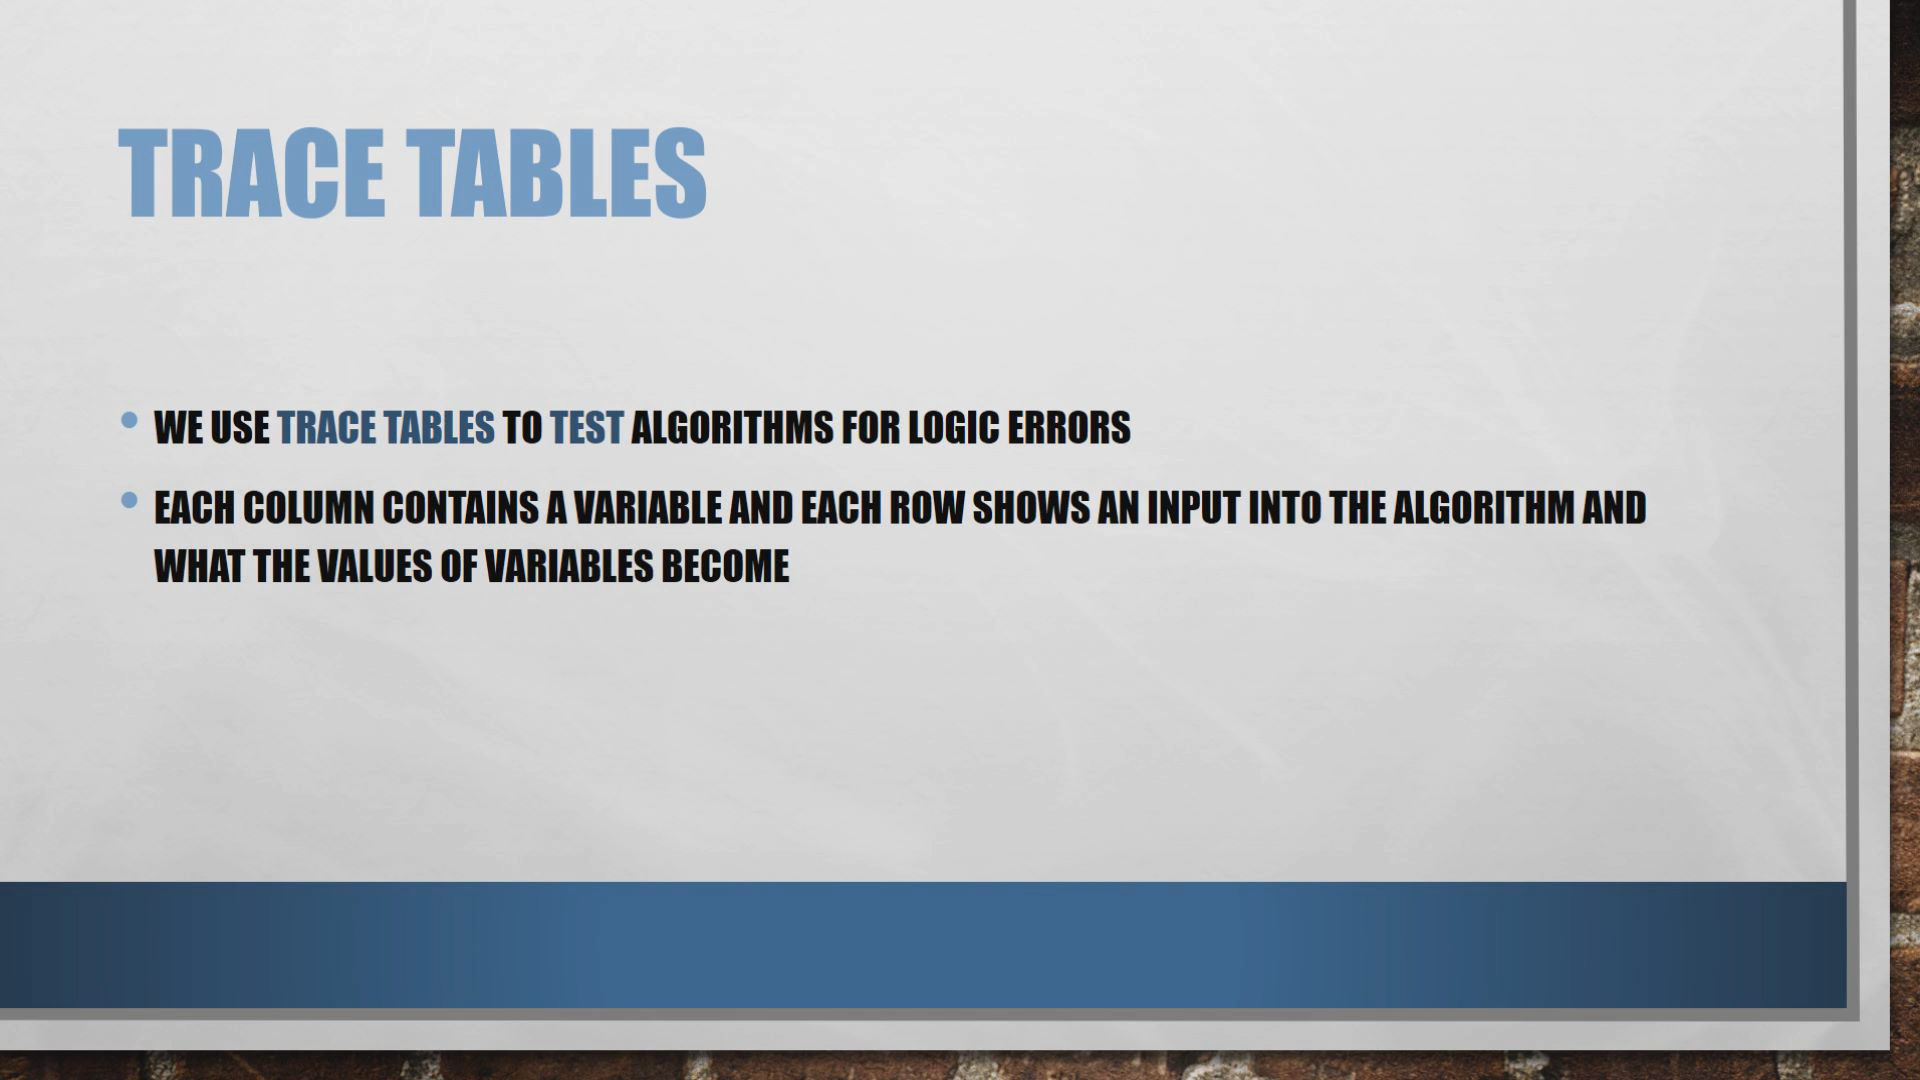 TRACE TABLES
• WE USE TRACE TABLES TO TEST ALGORITHMS FOR LOGIC ERRORS
• EACH COLUMN CONTAINS A VARIABLE AND EACH ROW SHOWS AN INPUT INTO THE ALGORITHM AND
WHAT THE VALUES OF VARIABLES BECOME